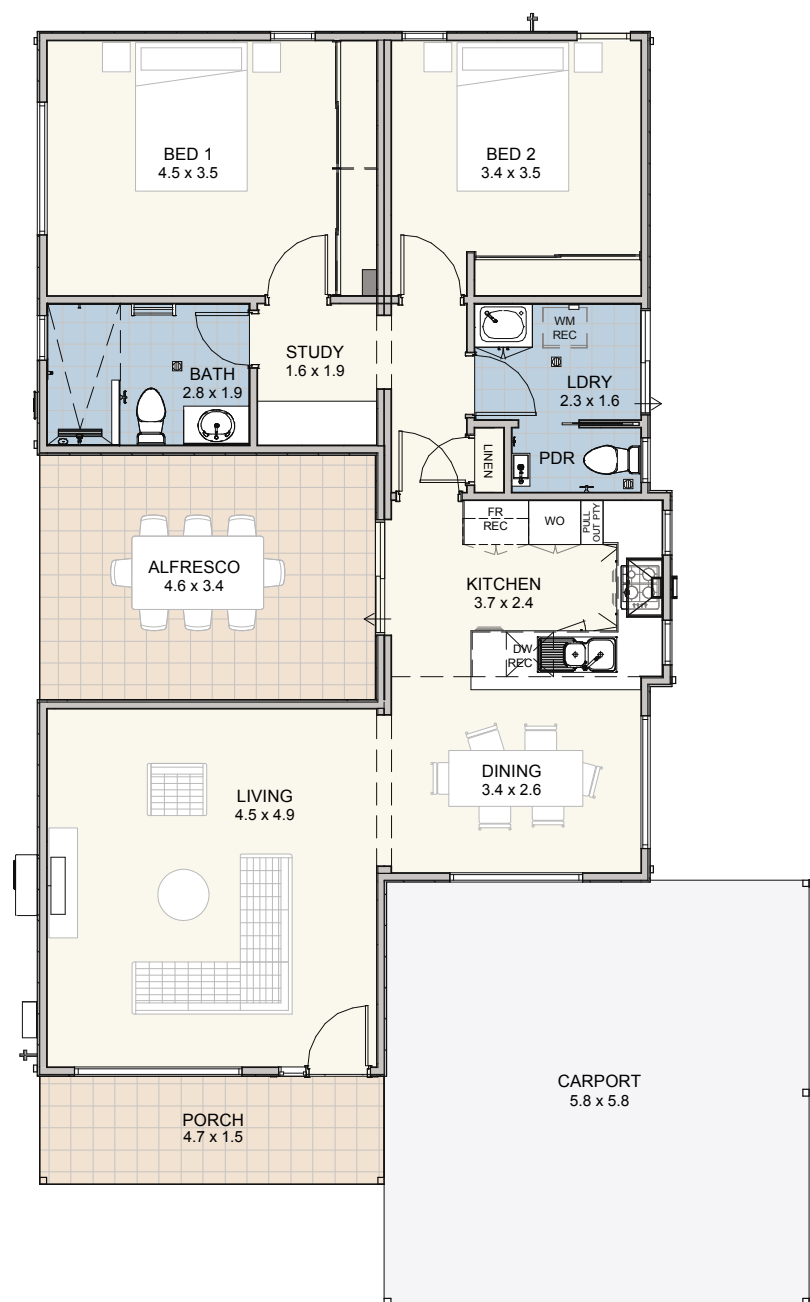 BED 1
4.5 x 3.5
BED 2
3.4 x 3.5
STUDY
1.6 x 1.9
BATH
2.8 x 1.9
WM
REC
LDRY
2.3 x 1.6
PDR
LINEN
FR
REC
WO
PULL
OUT PTY
ALFRESCO
4.6 x 3.4
KITCHEN
3.7 x 2.4
DW
REC
DINING
3.4 x 2.6
LIVING
4.5 x 4.9
CARPORT
5.8 x 5.8
PORCH
4.7 x 1.5